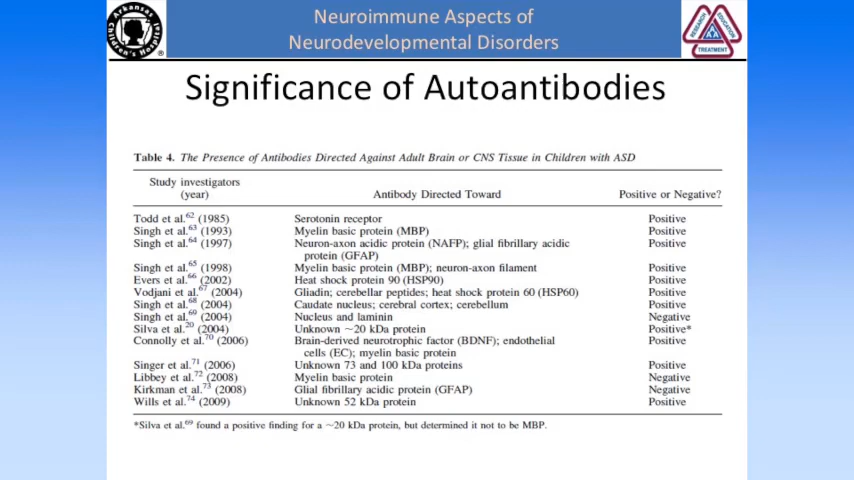 Arkansas
Children's Hospital
®
Neuroimmune Aspects of
Neurodevelopmental Disorders
RESEARCH
EDUCATION
TREATMENT
Significance of Autoantibodies
Table 4. The Presence of Antibodies Directed Against Adult Brain or CNS Tissue in Children with ASD
Study investigators
(year) Antibody Directed Toward Positive or Negative?
Todd et al.62 (1985) Serotonin receptor Positive
Singh et al.63 (1993) Myelin basic protein (MBP) Positive
Singh et al.64 (1997) Neuron-axon acidic protein (NAFP); glial fibrillary acidic Positive
protein (GFAP)
Singh et al.65 (1998) Myelin basic protein (MBP); neuron-axon filament Positive
Evers et al.66 (2002) Heat shock protein 90 (HSP90) Positive
Vodjani et al.67 (2004) Gliadin; cerebellar peptides; heat shock protein 60 (HSP60) Positive
Singh et al.68 (2004) Caudate nucleus; cerebral cortex; cerebellum Positive
Singh et al.69 (2004) Nucleus and laminin Negative
Silva et al.20 (2004) Unknown ~20 kDa protein Positive*
Connolly et al.70 (2006) Brain-derived neurotrophic factor (BDNF); endothelial Positive
cells (EC); myelin basic protein
Singer et al.71 (2006) Unknown 73 and 100 kDa proteins Positive
Libbey et al.72 (2008) Myelin basic protein Negative
Kirkman et al.73 (2008) Glial fibrillary acidic protein (GFAP) Negative
Wills et al.74 (2009) Unknown 52 kDa protein Positive
*Silva et al.69 found a positive finding for a ~20 kDa protein, but determined it not to be MBP.